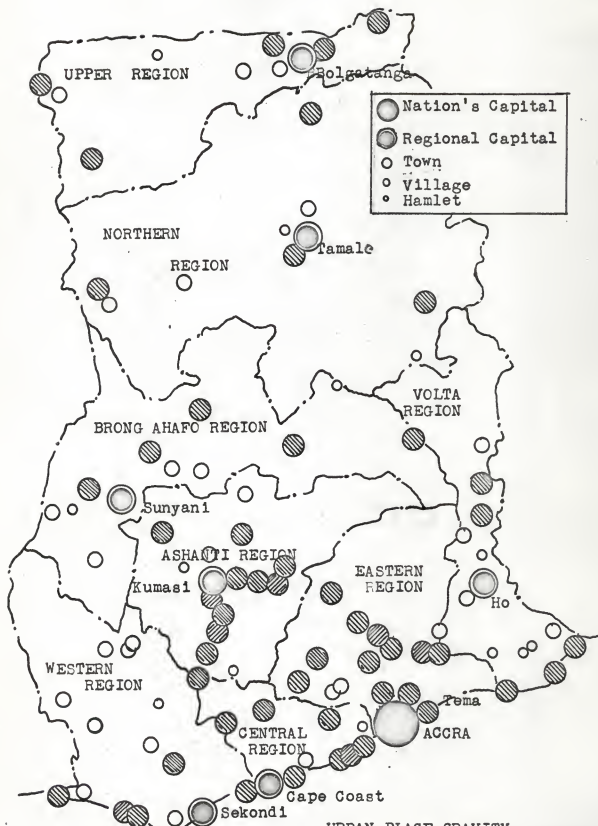 UPPER REGION
Bolgatanga
Nation's Capital
Regional Capital
Town
Village
Hamlet
NORTHERN
REGION
Tamale
VOLTA
REGION
BRONG AHAFO REGION
Sunyani
ASHANTI REGION
EASTERN
REGION
Kumasi
Ho
WESTERN
REGION
Tema
CENTRAL
REGION
ACCRA
Cape Coast
Sekondi
URBAN PLACE GRAVITY